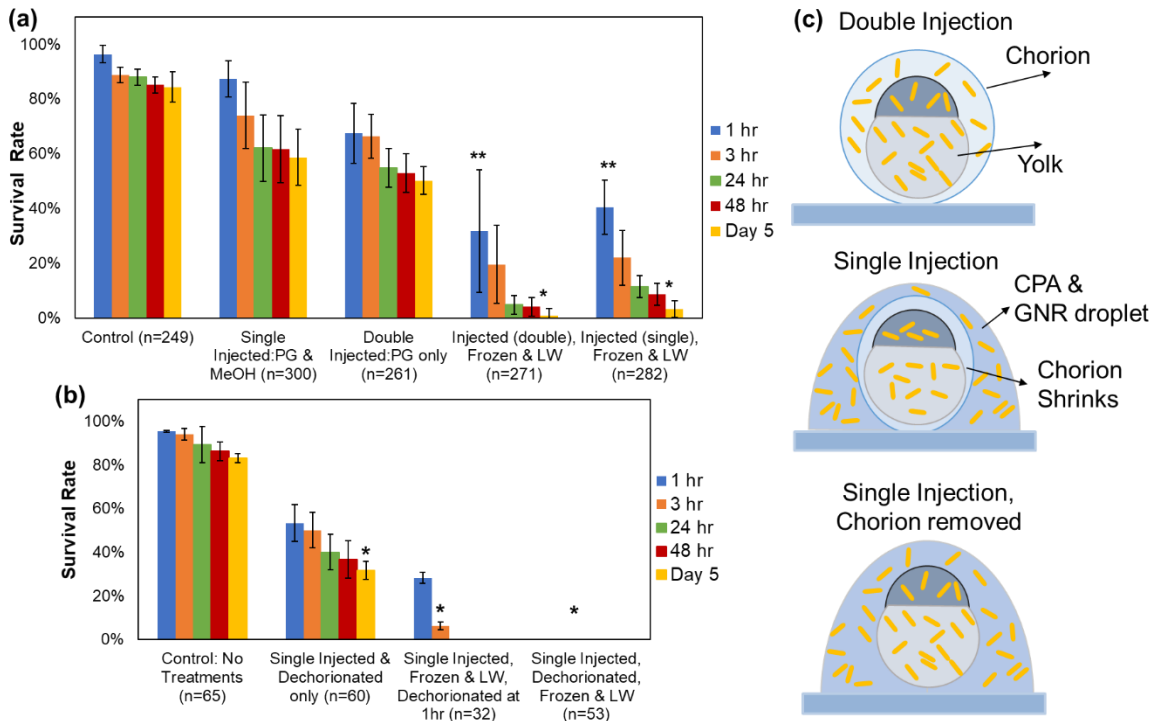 (a)
Survival Rate
100%
80%
60%
40%
20%
0%
**
*
**
*
1 hr
3 hr
24 hr
48 hr
Day 5
Control (n=249)
Single
Injected:PG &
MeOH (n=300)
Double
Injected:PG only
(n=261)
Injected (double),
Frozen & LW
(n=271)
Injected (single),
Frozen & LW
(n=282)
(b)
Survival Rate
100%
80%
60%
40%
20%
0%
*
*
*
1 hr
3 hr
24 hr
48 hr
Day 5
Control: No
Treatments
(n=65)
Single Injected &
Dechorionated
only (n=60)
Single Injected,
Frozen & LW,
Dechorionated at
1hr (n=32)
Single Injected,
Dechorionated,
Frozen & LW
(n=53)
(c)
Double Injection
Chorion
Yolk
Single Injection
CPA &
GNR droplet
Chorion
Shrinks
Single Injection,
Chorion removed